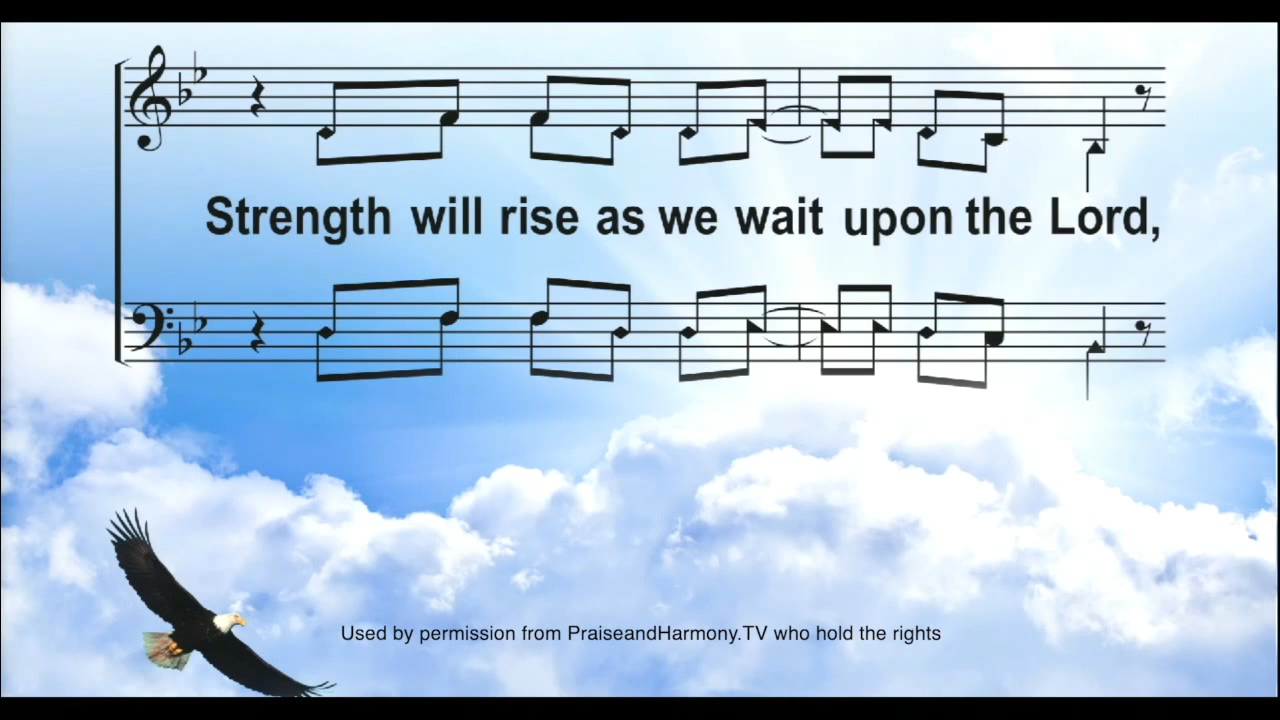 Strength will rise as we wait upon the Lord,
Used by permission from PraiseandHarmony.TV who hold the rights